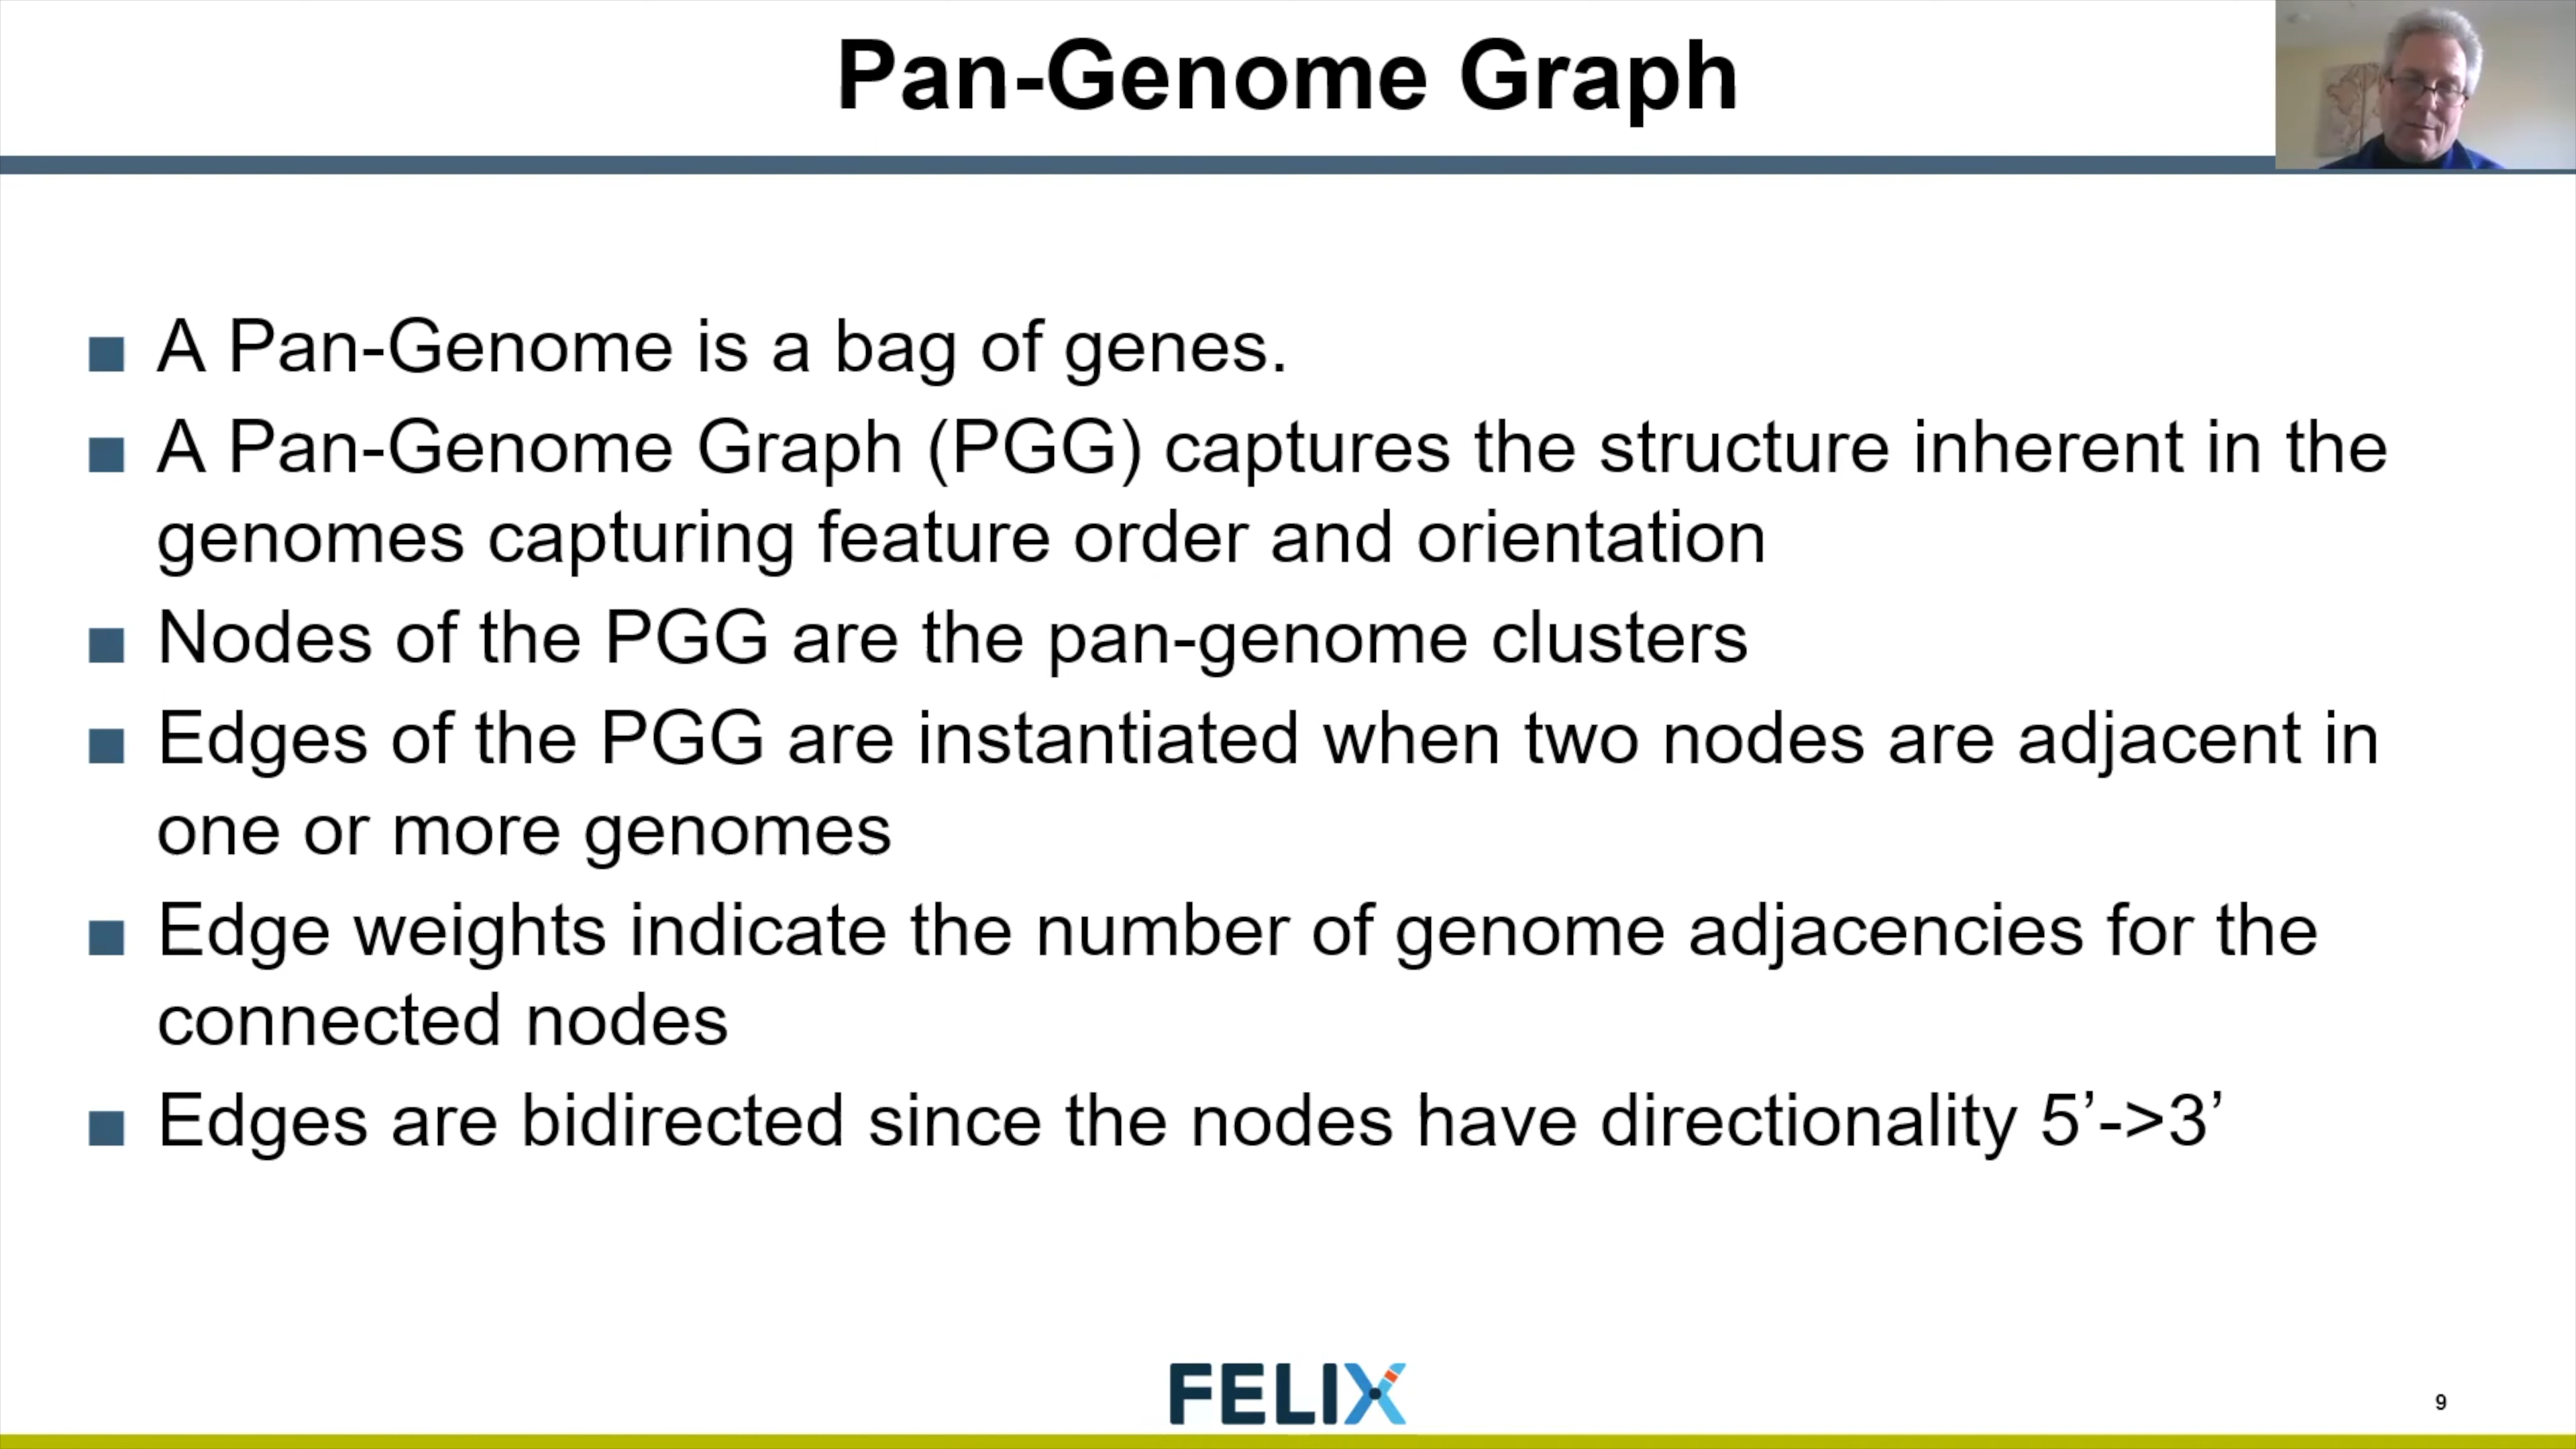 Pan-Genome Graph
■ A Pan-Genome is a bag of genes.
■ A Pan-Genome Graph (PGG) captures the structure inherent in the
genomes capturing feature order and orientation
■ Nodes of the PGG are the pan-genome clusters
■ Edges of the PGG are instantiated when two nodes are adjacent in
one or more genomes
■ Edge weights indicate the number of genome adjacencies for the
connected nodes
■ Edges are bidirected since the nodes have directionality 5’->3’
FELIX
9